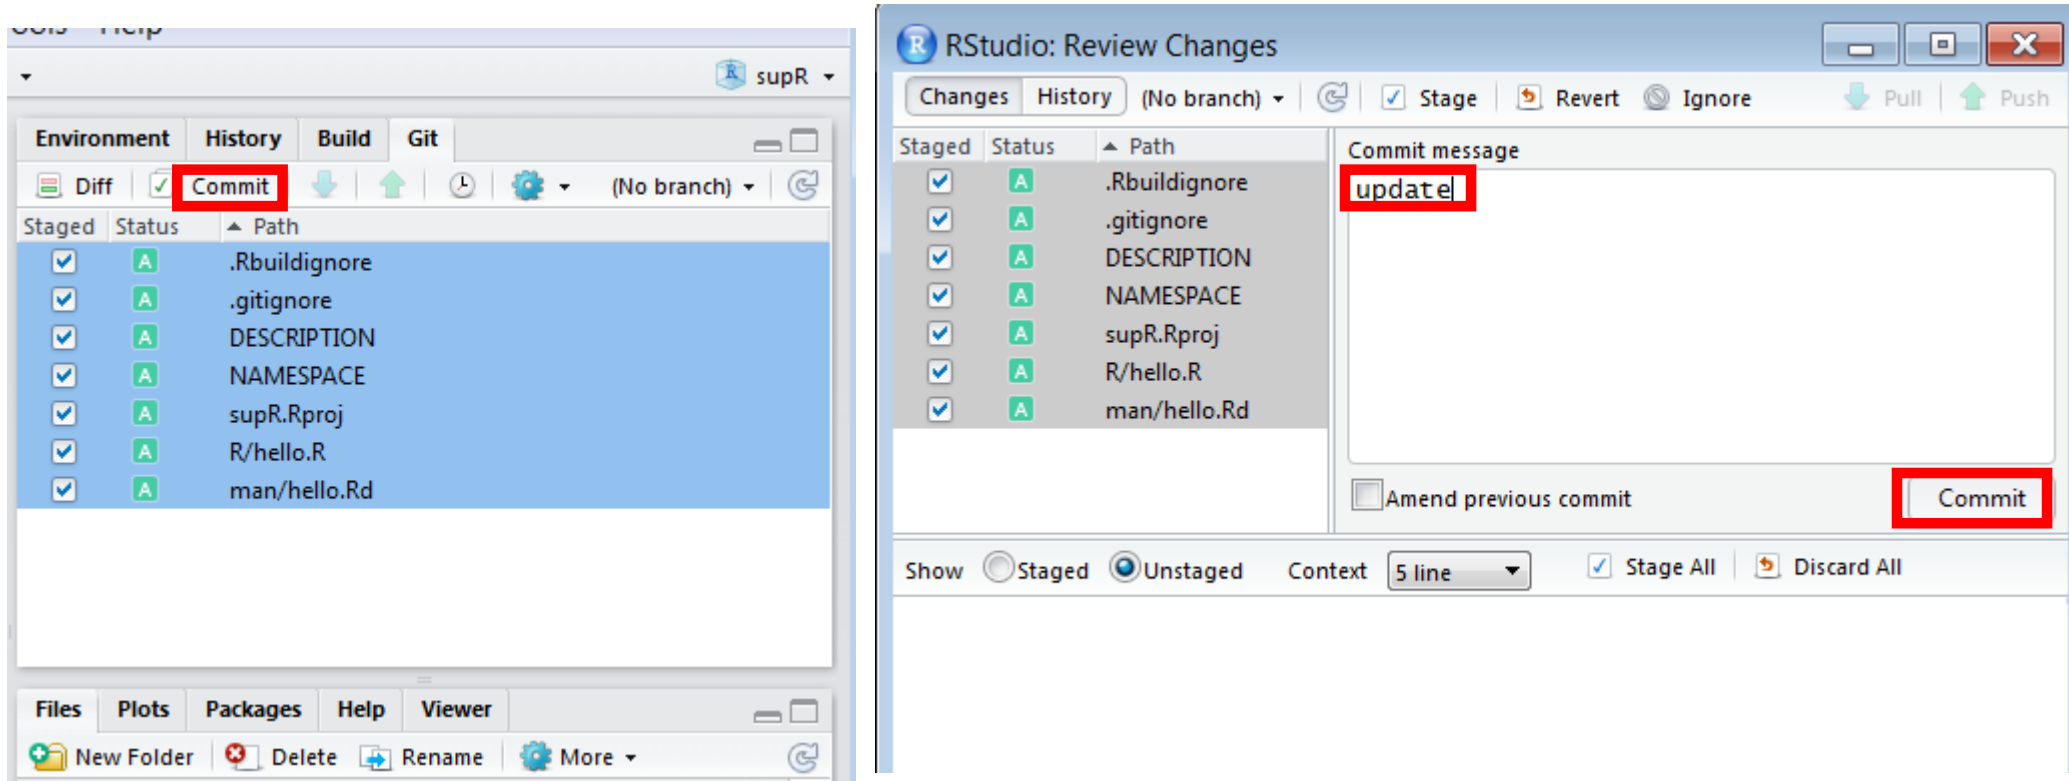 Tools Help
supR
Environment History Build Git
Diff Commit (No branch)
Staged Status Path
A .Rbuildignore
A .gitignore
A DESCRIPTION
A NAMESPACE
A supR.Rproj
A R/hello.R
A man/hello.Rd
Files Plots Packages Help Viewer
New Folder Delete Rename More
RStudio: Review Changes
Changes History (No branch) Stage Revert Ignore Pull Push
Staged Status Path
A .Rbuildignore
A .gitignore
A DESCRIPTION
A NAMESPACE
A supR.Rproj
A R/hello.R
A man/hello.Rd
Commit message
update
Amend previous commit Commit
Show Staged Unstaged Context 5 line Stage All Discard All